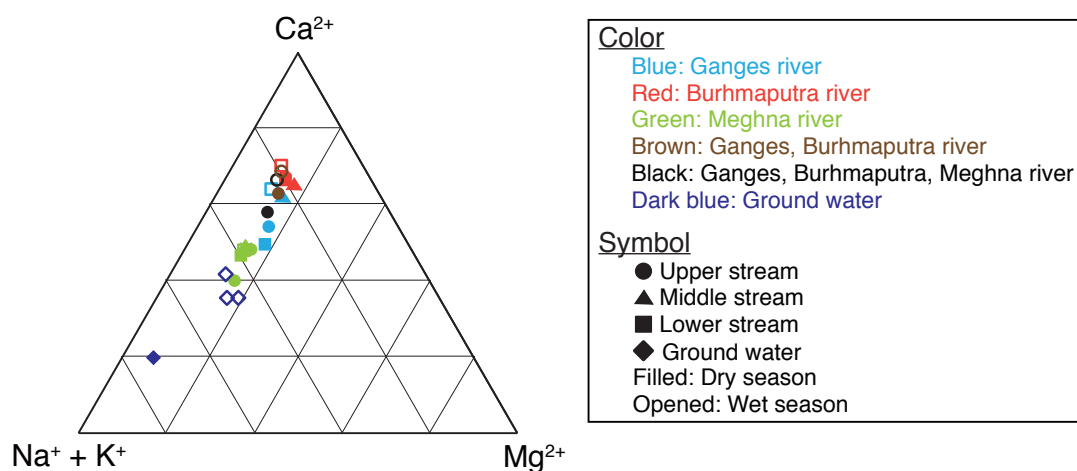 Ca²⁺
Na⁺ + K⁺
Mg²⁺
Color
Blue: Ganges river
Red: Burhmaputra river
Green: Meghna river
Brown: Ganges, Burhmaputra river
Black: Ganges, Burhmaputra, Meghna river
Dark blue: Ground water
Symbol
Upper stream
Middle stream
Lower stream
Ground water
Filled: Dry season
Opened: Wet season